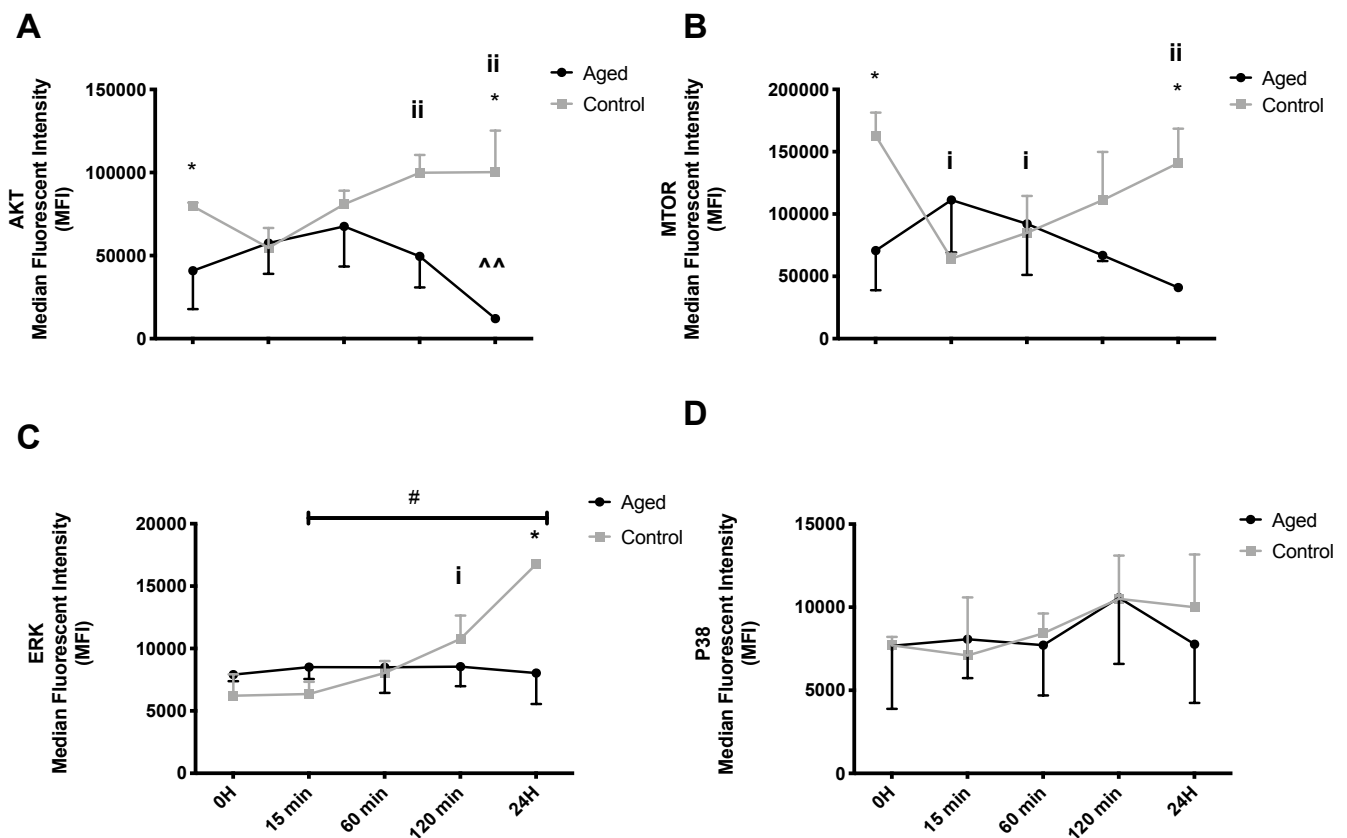 A
AKT
Median Fluorescent Intensity
(MFI)
150000
100000
50000
0
*
ii
ii
*
^^
Aged
Control
B
MTOR
Median Fluorescent Intensity
(MFI)
200000
150000
100000
50000
0
*
i
i
ii
*
Aged
Control
C
ERK
Median Fluorescent Intensity
(MFI)
20000
15000
10000
5000
0
#
i
*
Aged
Control
0H
15 min
60 min
120 min
24H
D
P38
Median Fluorescent Intensity
(MFI)
15000
10000
5000
0
Aged
Control
0H
15 min
60 min
120 min
24H